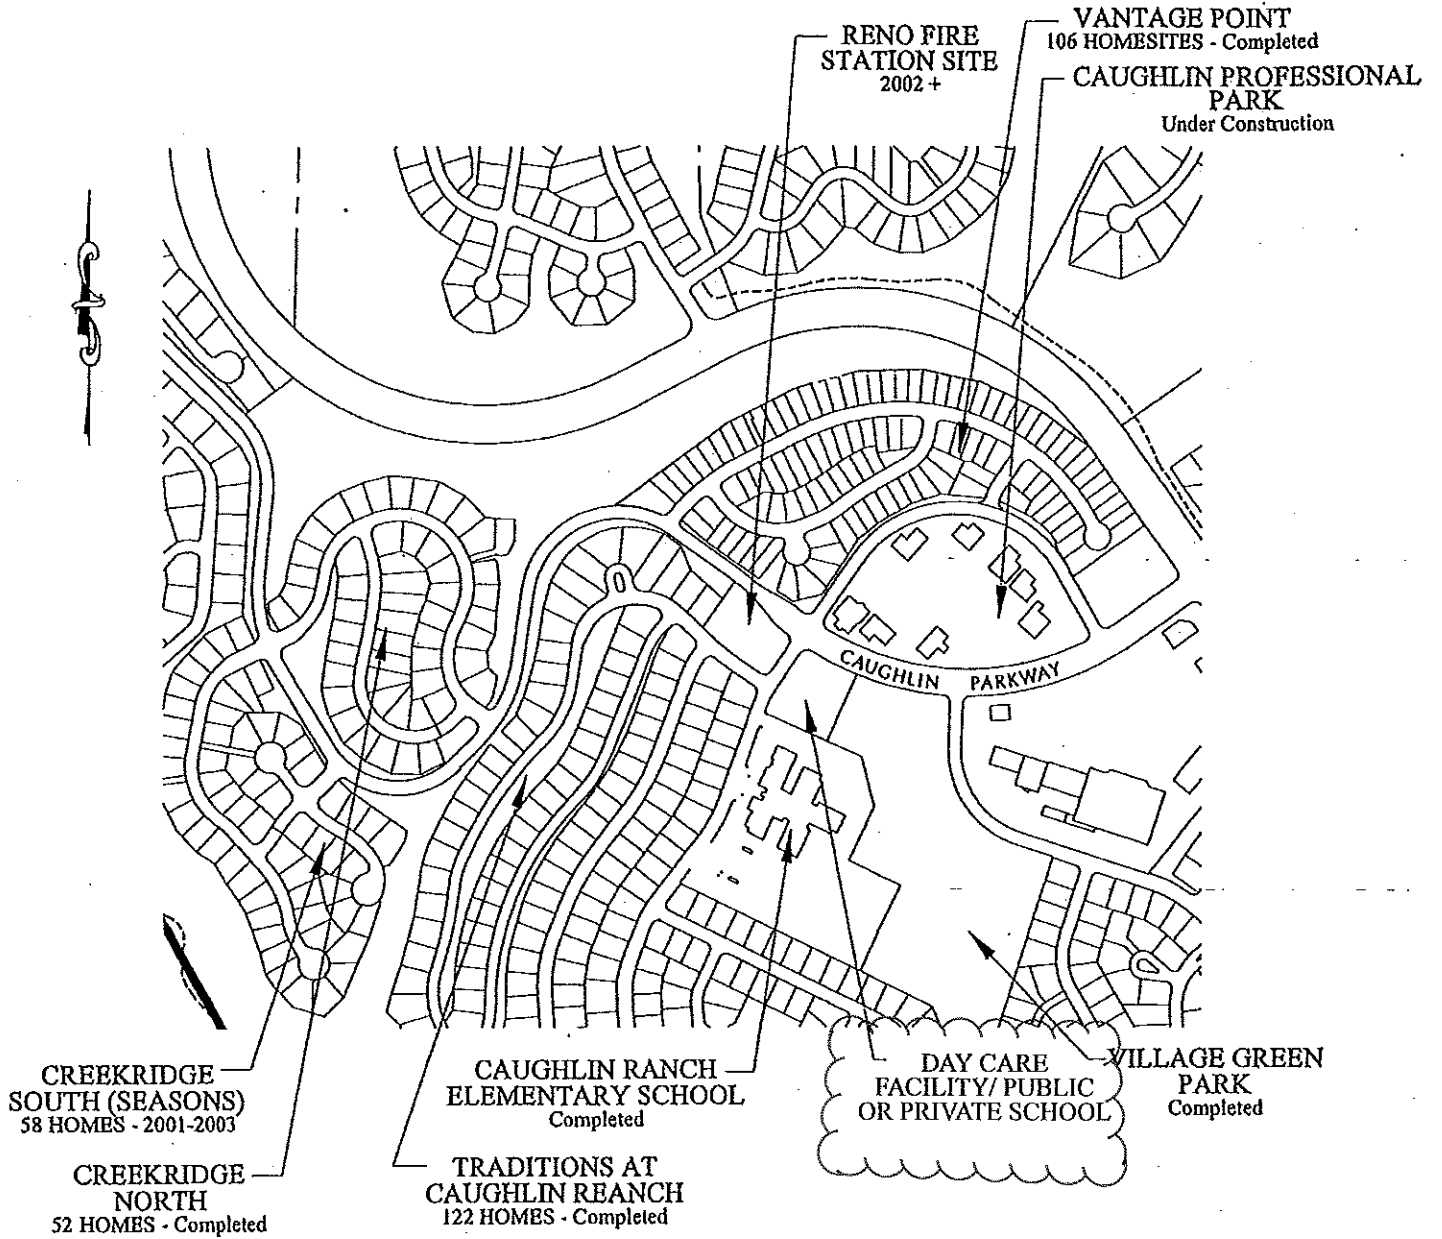 RENO FIRE
STATION SITE
2002 +
VANTAGE POINT
106 HOMESITES - Completed
CAUGHLIN PROFESSIONAL
PARK
Under Construction
CAUGHLIN PARKWAY
CREEKRIDGE
SOUTH (SEASONS)
58 HOMES - 2001-2003
CREEKRIDGE
NORTH
52 HOMES - Completed
CAUGHLIN RANCH
ELEMENTARY SCHOOL
Completed
TRADITIONS AT
CAUGHLIN REANCH
122 HOMES - Completed
DAY CARE
FACILITY/ PUBLIC
OR PRIVATE SCHOOL
VILLAGE GREEN
PARK
Completed